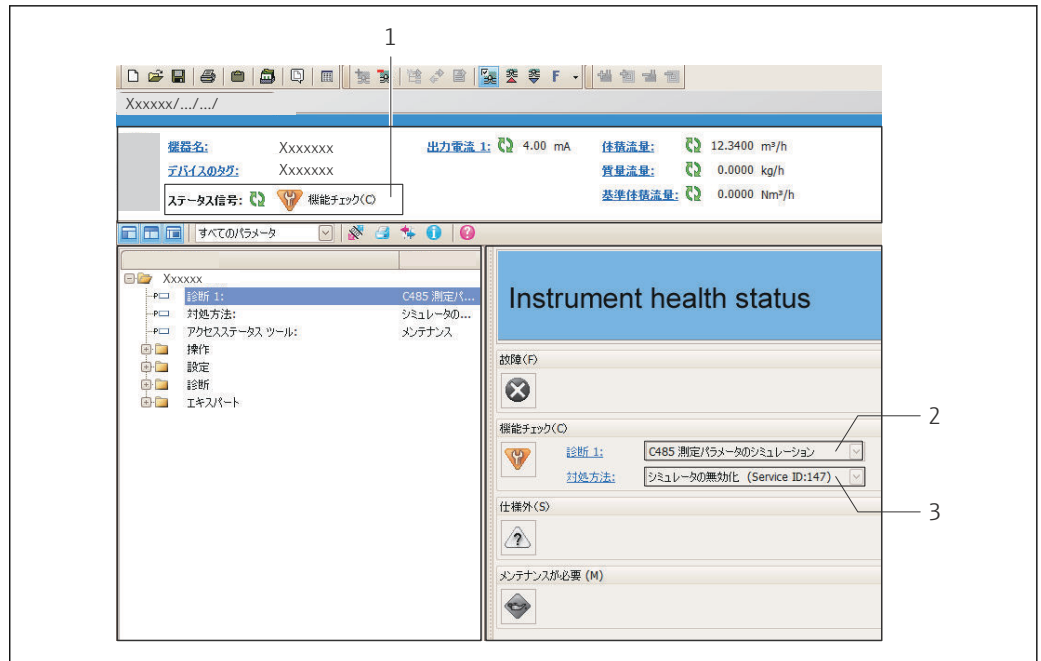 1
F
Xxxxxx/.../.../
機器名: Xxxxxxx 出力電流 1: 4.00 mA 体積流量: 12.3400 m³/h
デバイスのタグ: Xxxxxxx 質量流量: 0.0000 kg/h
ステータス信号: 機能チェック(C) 基準体積流量: 0.0000 Nm³/h
すべてのパラメータ
Xxxxxx
診断 1: C485 測定パ...
対処方法: シミュレータの...
アクセスステータス ツール: メンテナンス
操作
設定
診断
エキスパート
Instrument health status
故障(F)
機能チェック(C)
診断 1: C485 測定パラメータのシミュレーション
2
対処方法: シミュレータの無効化 (Service ID:147)
3
仕様外(S)
メンテナンスが必要 (M)